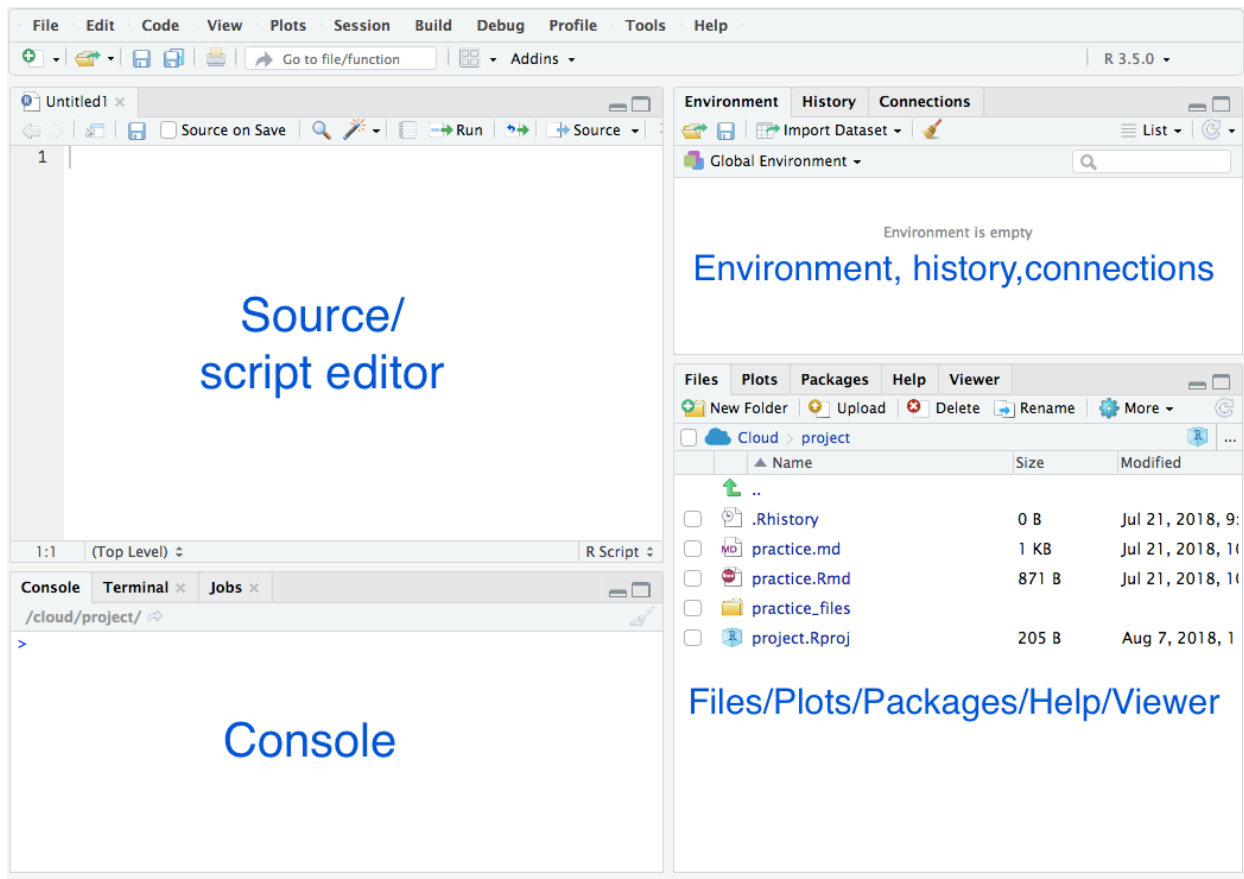 File Edit Code View Plots Session Build Debug Profile Tools Help
Go to file/function Addins R 3.5.0
Untitled1
Source on Save Run Source
1
Source/
script editor
1:1 (Top Level) R Script
Console Terminal Jobs
/cloud/project/
>
Console
Environment History Connections
Import Dataset List
Global Environment
Environment is empty
Environment, history,connections
Files Plots Packages Help Viewer
New Folder Upload Delete Rename More
Cloud > project ...
Name Size Modified
..
.Rhistory 0 B Jul 21, 2018, 9:
practice.md 1 KB Jul 21, 2018, 10
practice.Rmd 871 B Jul 21, 2018, 10
practice_files
project.Rproj 205 B Aug 7, 2018, 1
Files/Plots/Packages/Help/Viewer